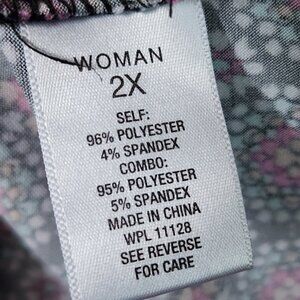 WOMAN
2X
SELF:
96% POLYESTER
4% SPANDEX
COMBO:
95% POLYESTER
5% SPANDEX
MADE IN CHINA
WPL 11128
SEE REVERSE
FOR CARE